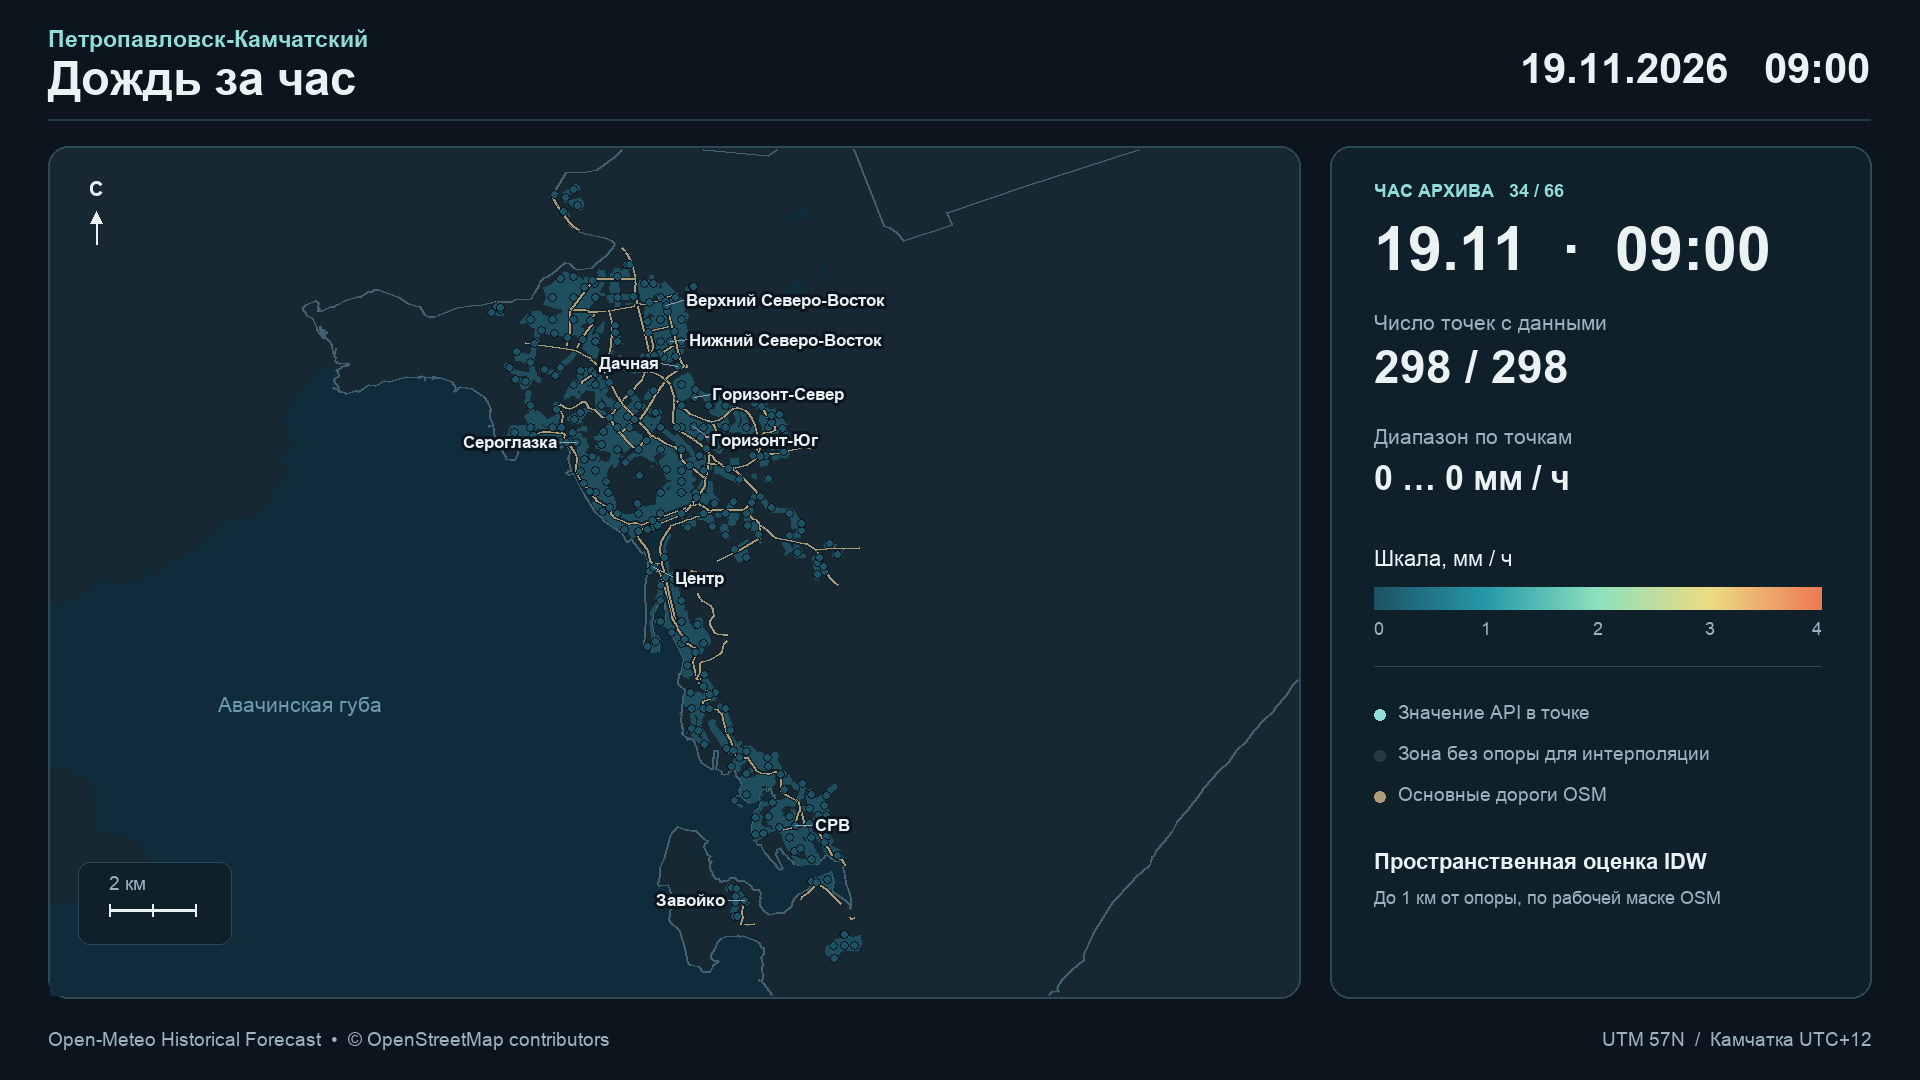 Петропавловск-Камчатский
Дождь за час
19.11.2026 09:00
С
Верхний Северо-Восток
Нижний Северо-Восток
Дачная
Горизонт-Север
Сероглазка
Горизонт-Юг
Центр
Авачинская губа
СРВ
2 км
Завойко
ЧАС АРХИВА 34 / 66
19.11 · 09:00
Число точек с данными
298 / 298
Диапазон по точкам
0 … 0 мм / ч
Шкала, мм / ч
0 1 2 3 4
Значение API в точке
Зона без опоры для интерполяции
Основные дороги OSM
Пространственная оценка IDW
До 1 км от опоры, по рабочей маске OSM
Open-Meteo Historical Forecast • © OpenStreetMap contributors
UTM 57N / Камчатка UTC+12